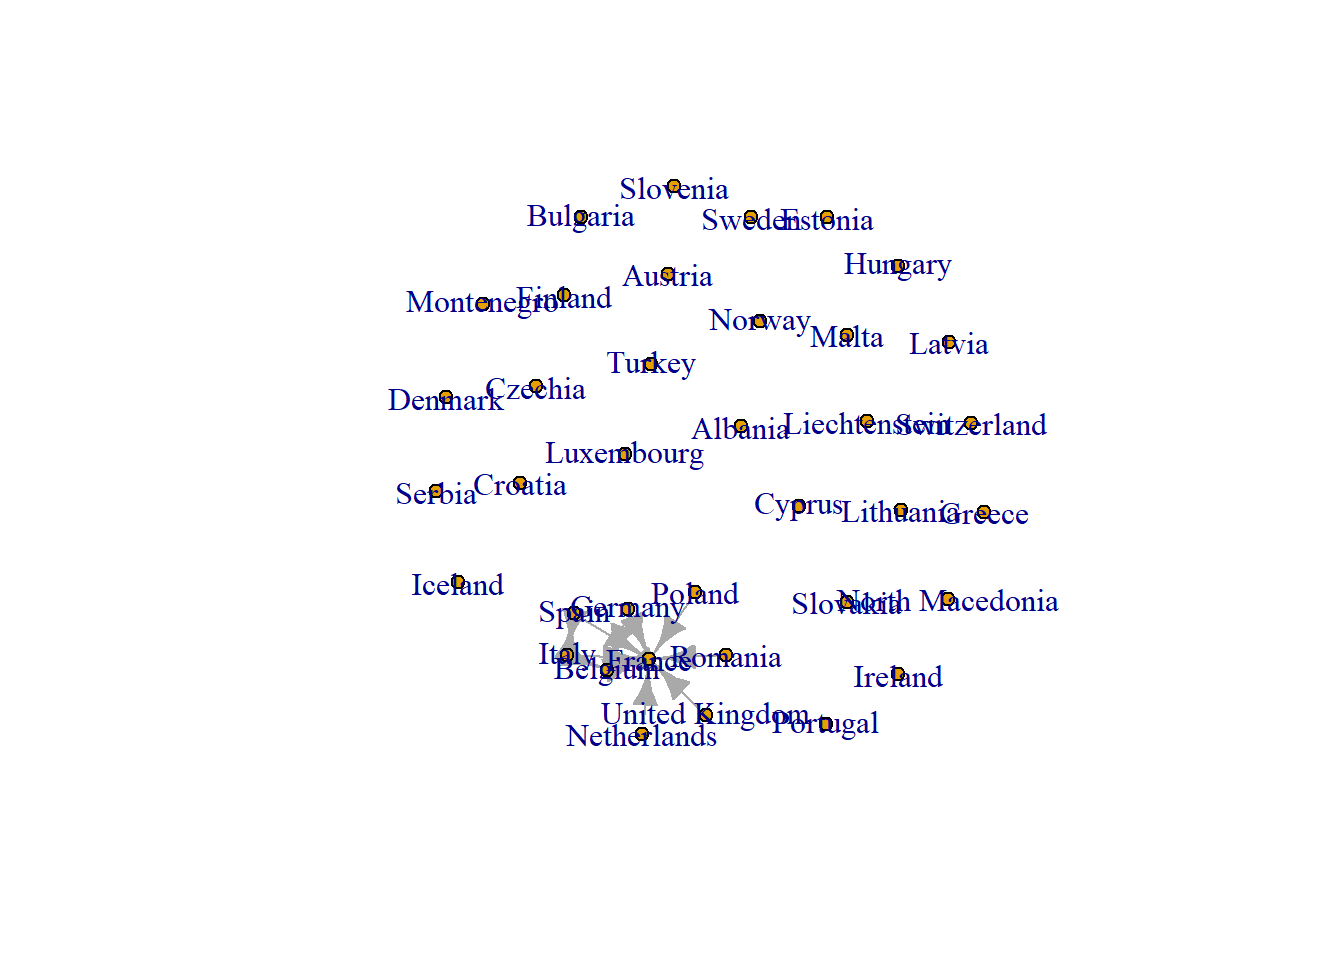 Slovenia
Bulgaria
Sweden
Estonia
Hungary
Austria
Finland
Montenegro
Norway
Malta
Latvia
Turkey
Czechia
Denmark
Albania
Liechtenstein
Switzerland
Luxembourg
Croatia
Serbia
Cyprus
Lithuania
Greece
Iceland
Poland
Germany
Spain
Slovakia
North Macedonia
Italy
France
Romania
Belgium
Ireland
United Kingdom
Portugal
Netherlands